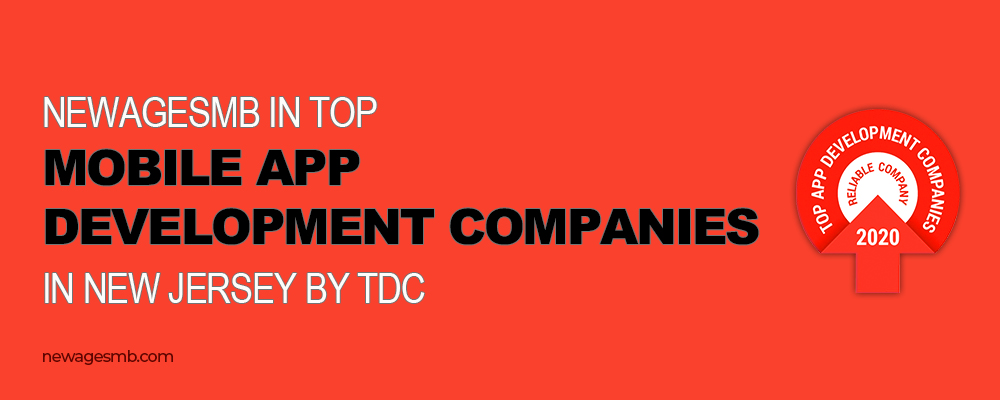 NEWAGESMB IN TOP
MOBILE APP
DEVELOPMENT COMPANIES
IN NEW JERSEY BY TDC
newagesmb.com
TOP APP DEVELOPMENT COMPANIES
RELIABLE COMPANY
2020